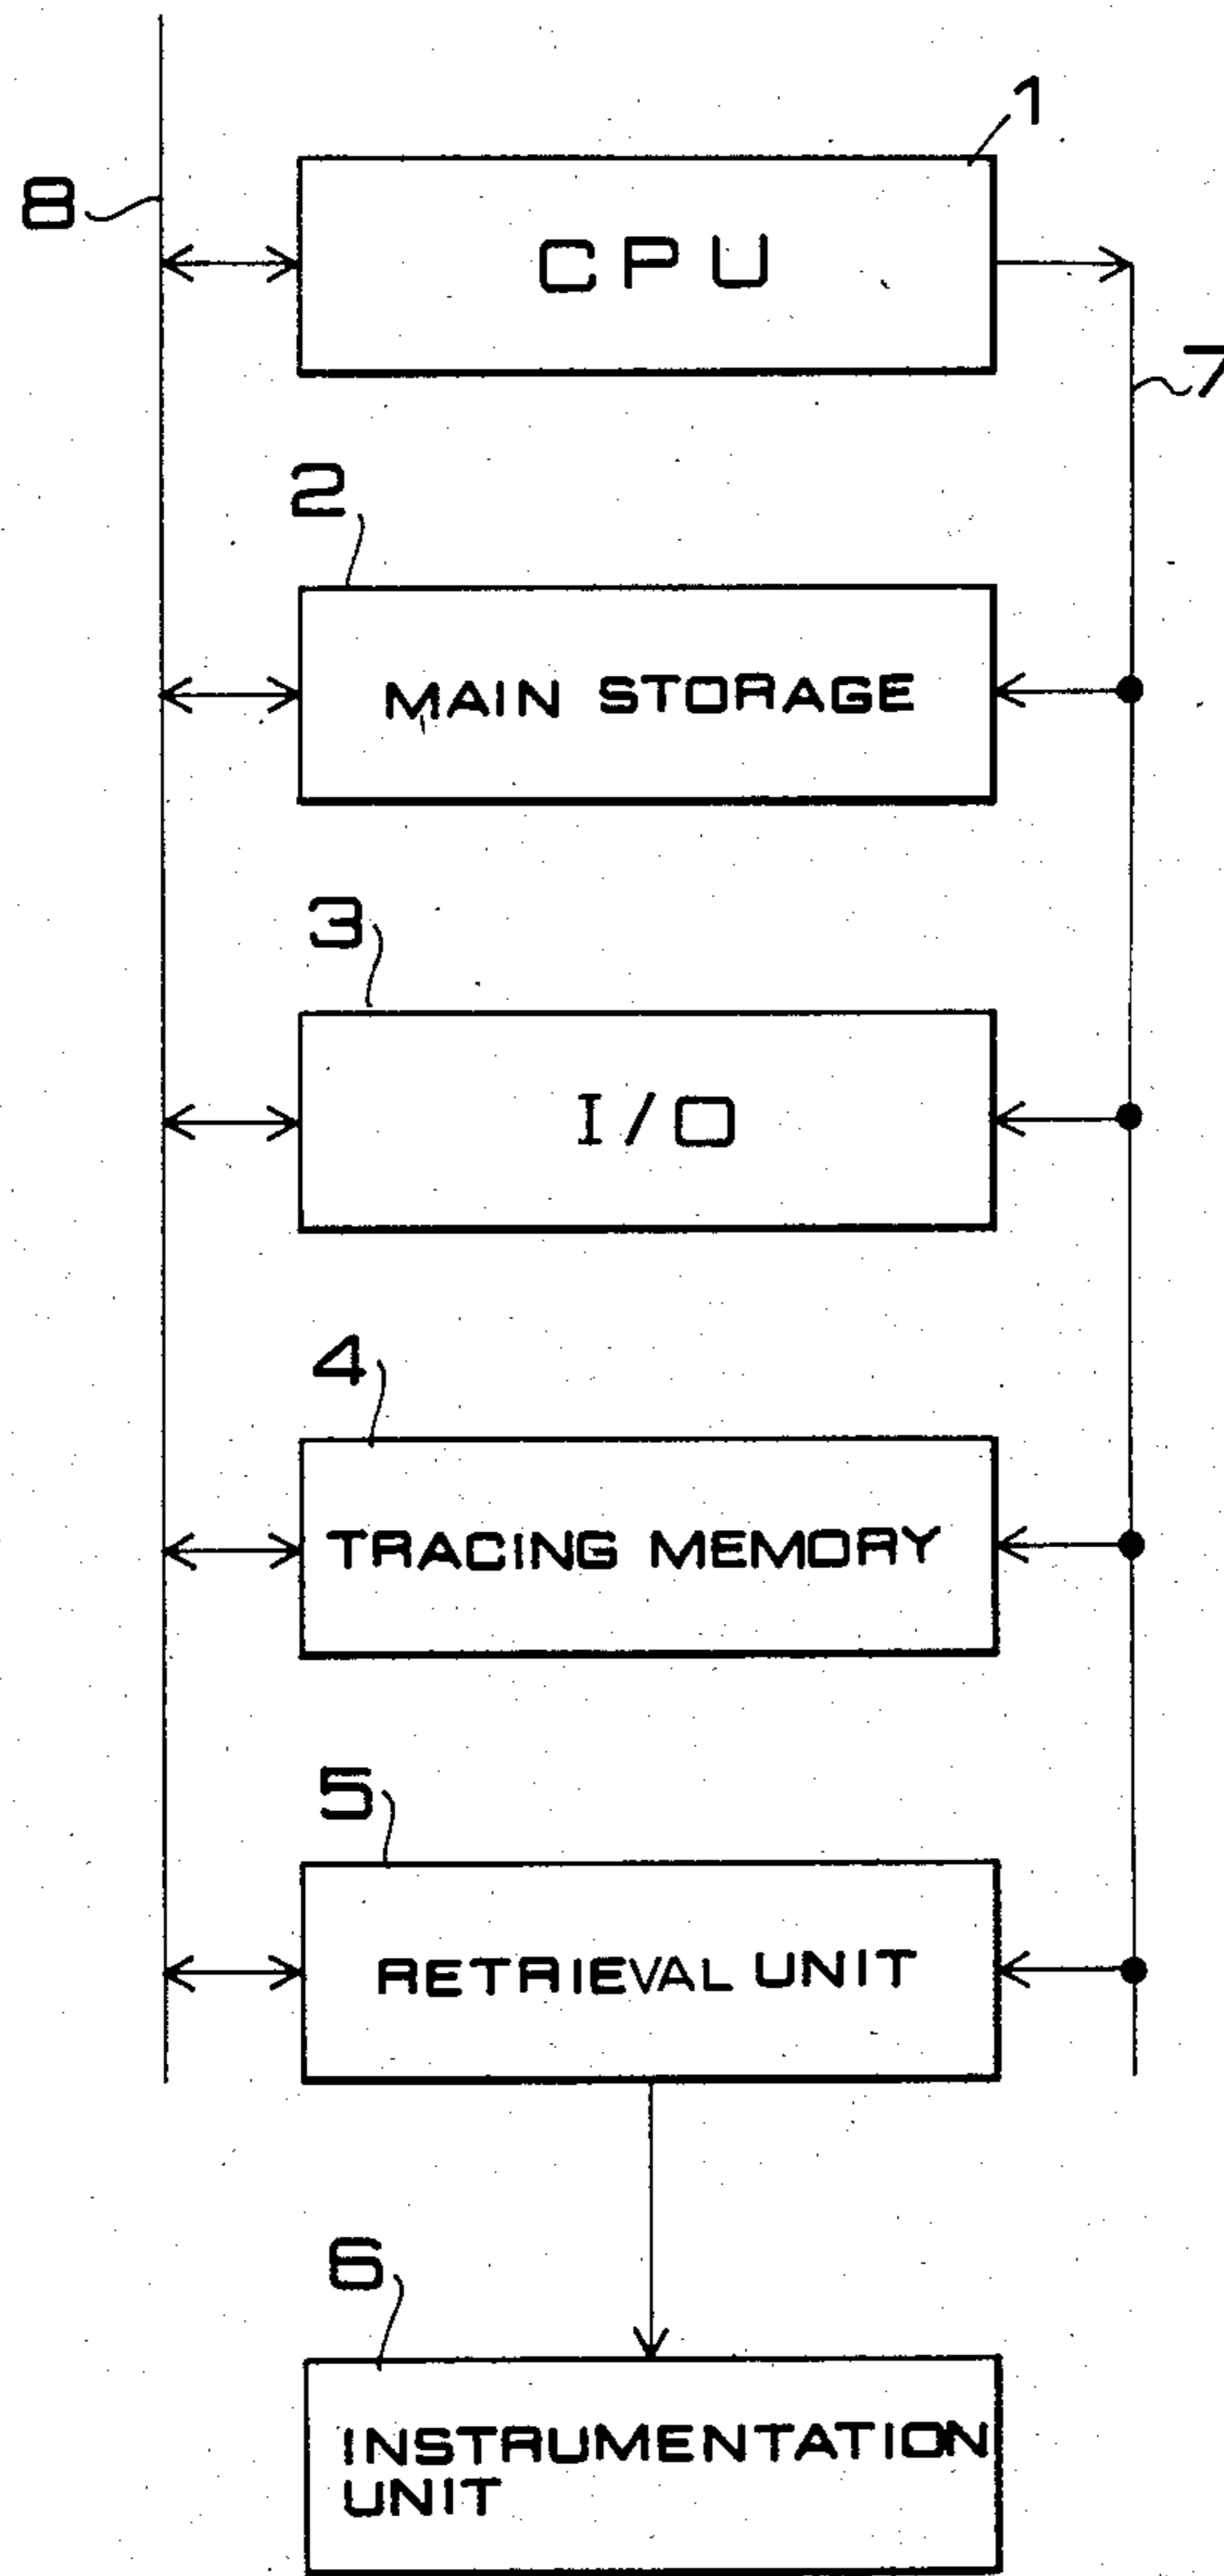 1
8
CPU
7
2
MAIN STORAGE
3
I/O
4
TRACING MEMORY
5
RETRIEVAL UNIT
6
INSTRUMENTATION
UNIT